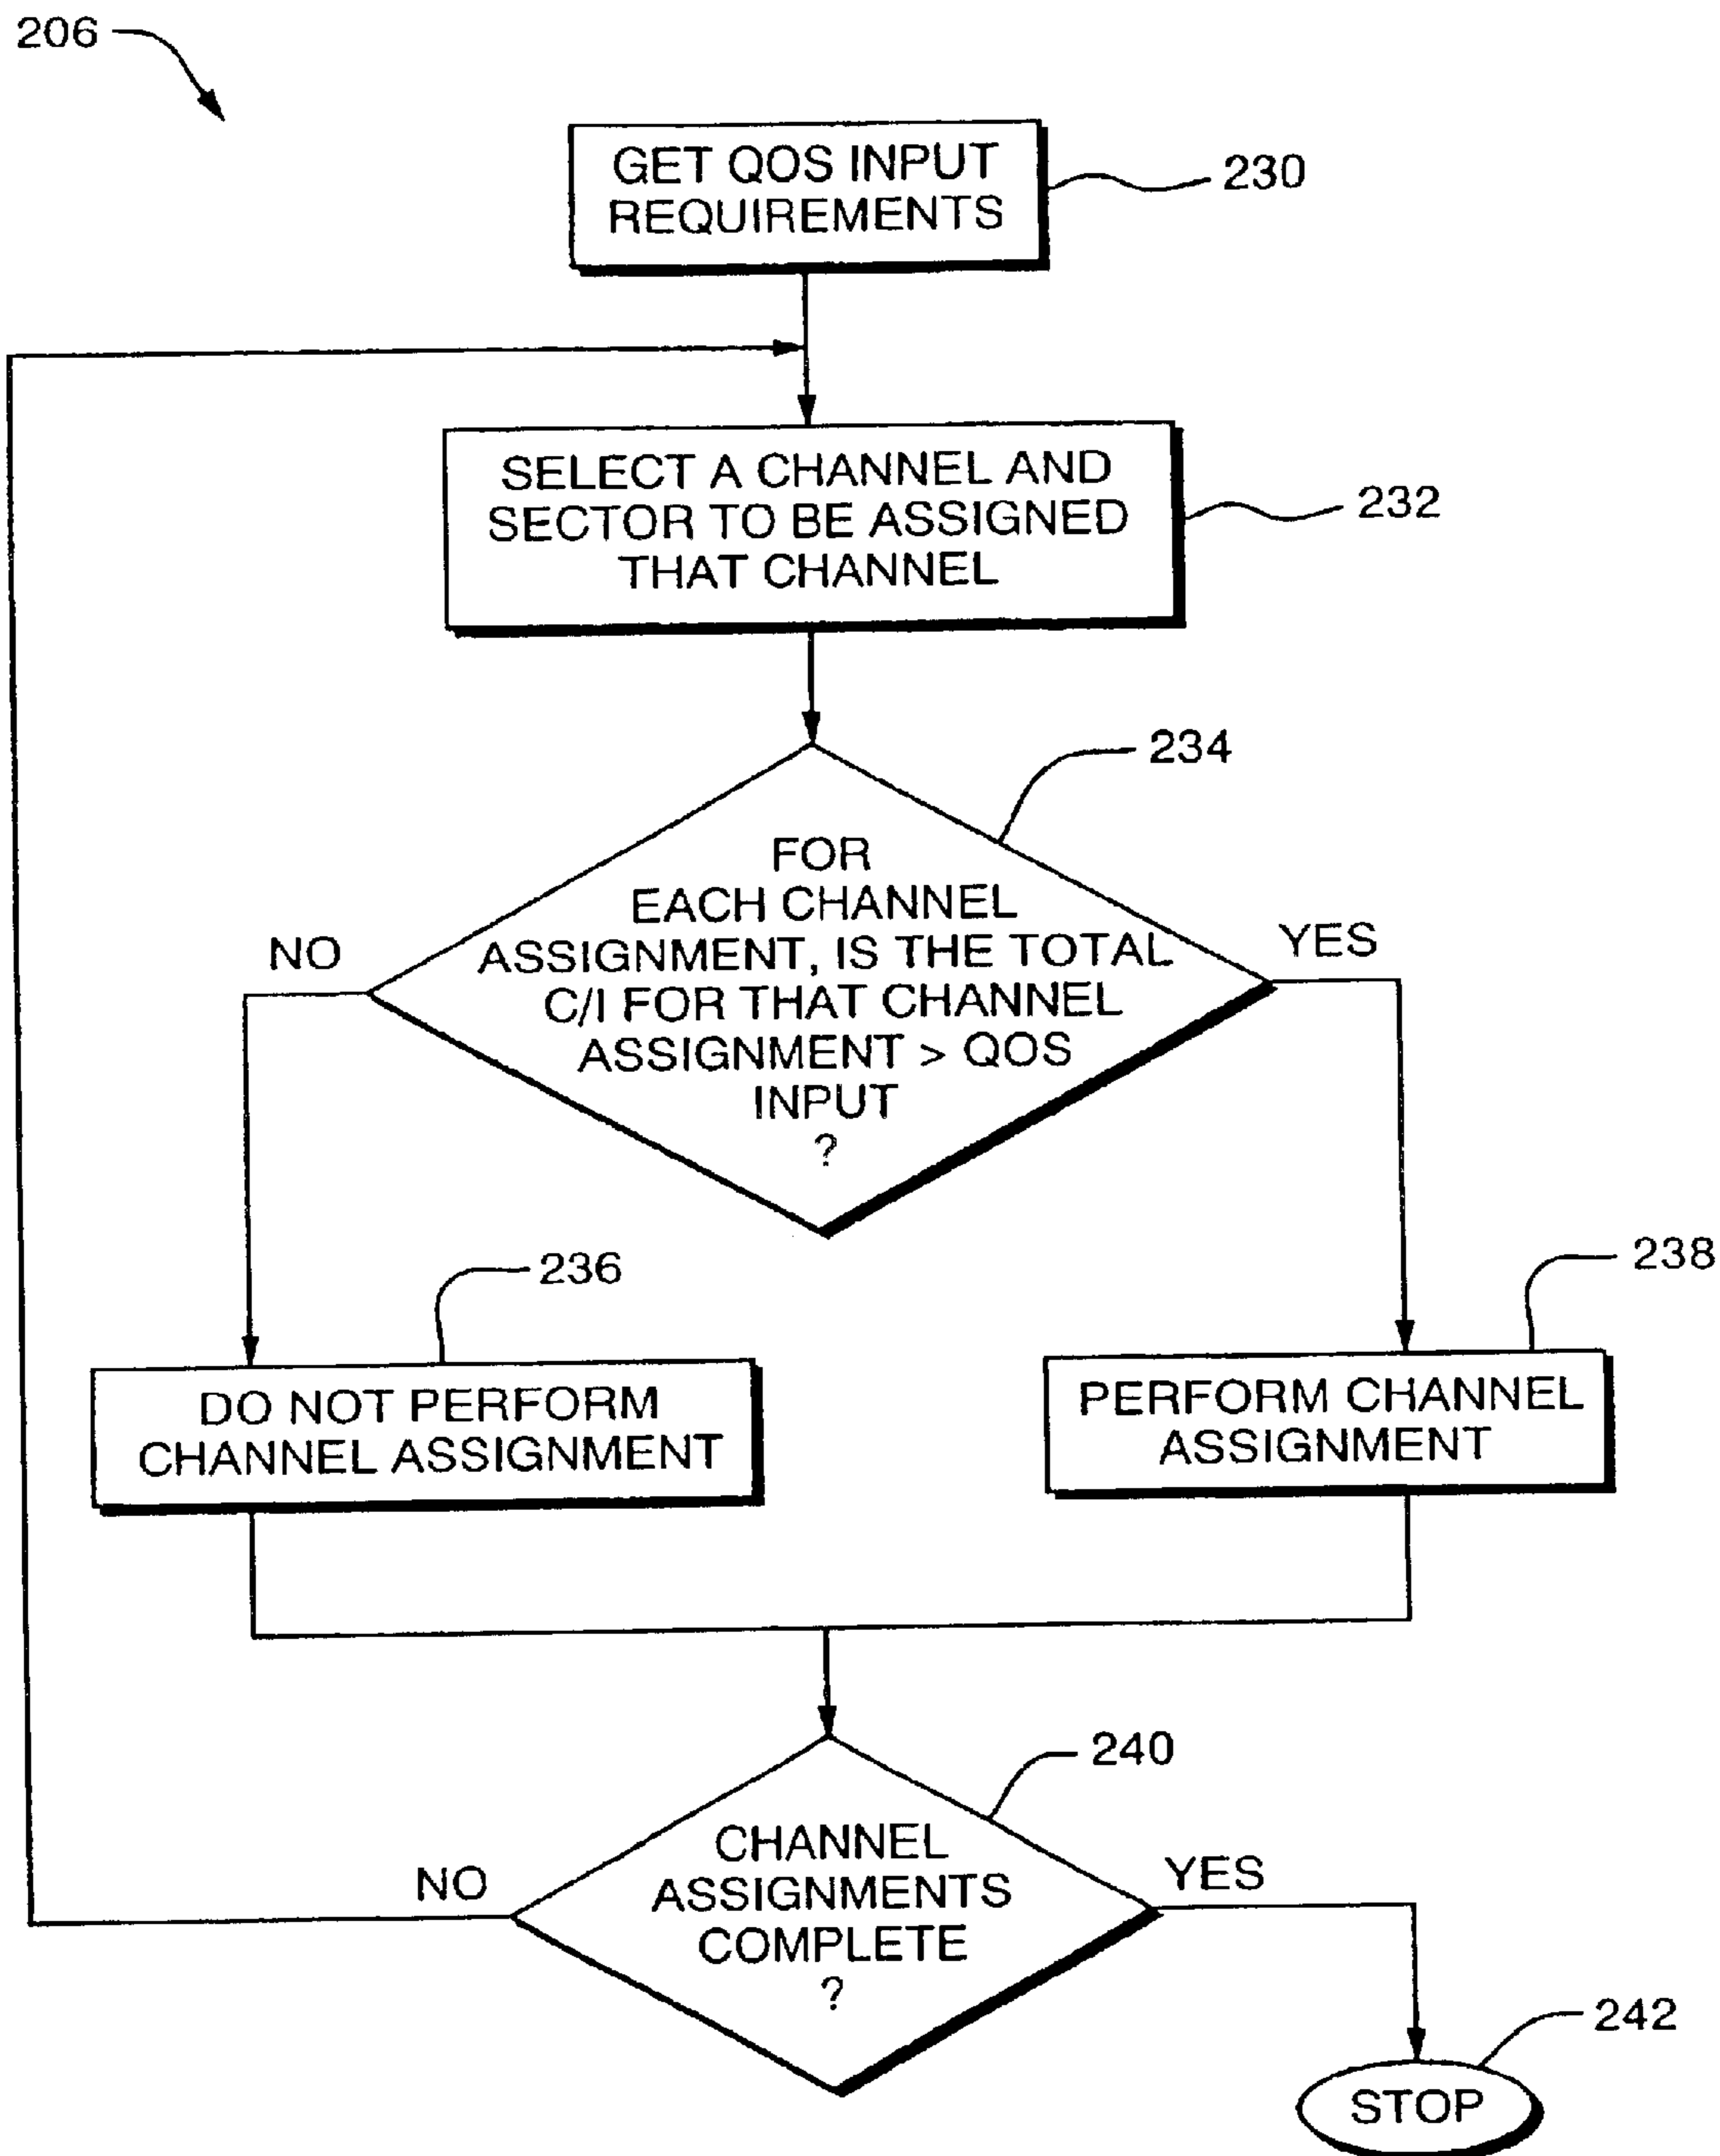 206
GET QOS INPUT
REQUIREMENTS
230
SELECT A CHANNEL AND
SECTOR TO BE ASSIGNED
THAT CHANNEL
232
234
FOR
EACH CHANNEL
ASSIGNMENT, IS THE TOTAL
C/I FOR THAT CHANNEL
ASSIGNMENT > QOS
INPUT
?
NO
YES
236
238
DO NOT PERFORM
CHANNEL ASSIGNMENT
PERFORM CHANNEL
ASSIGNMENT
240
CHANNEL
ASSIGNMENTS
COMPLETE
?
NO
YES
242
STOP